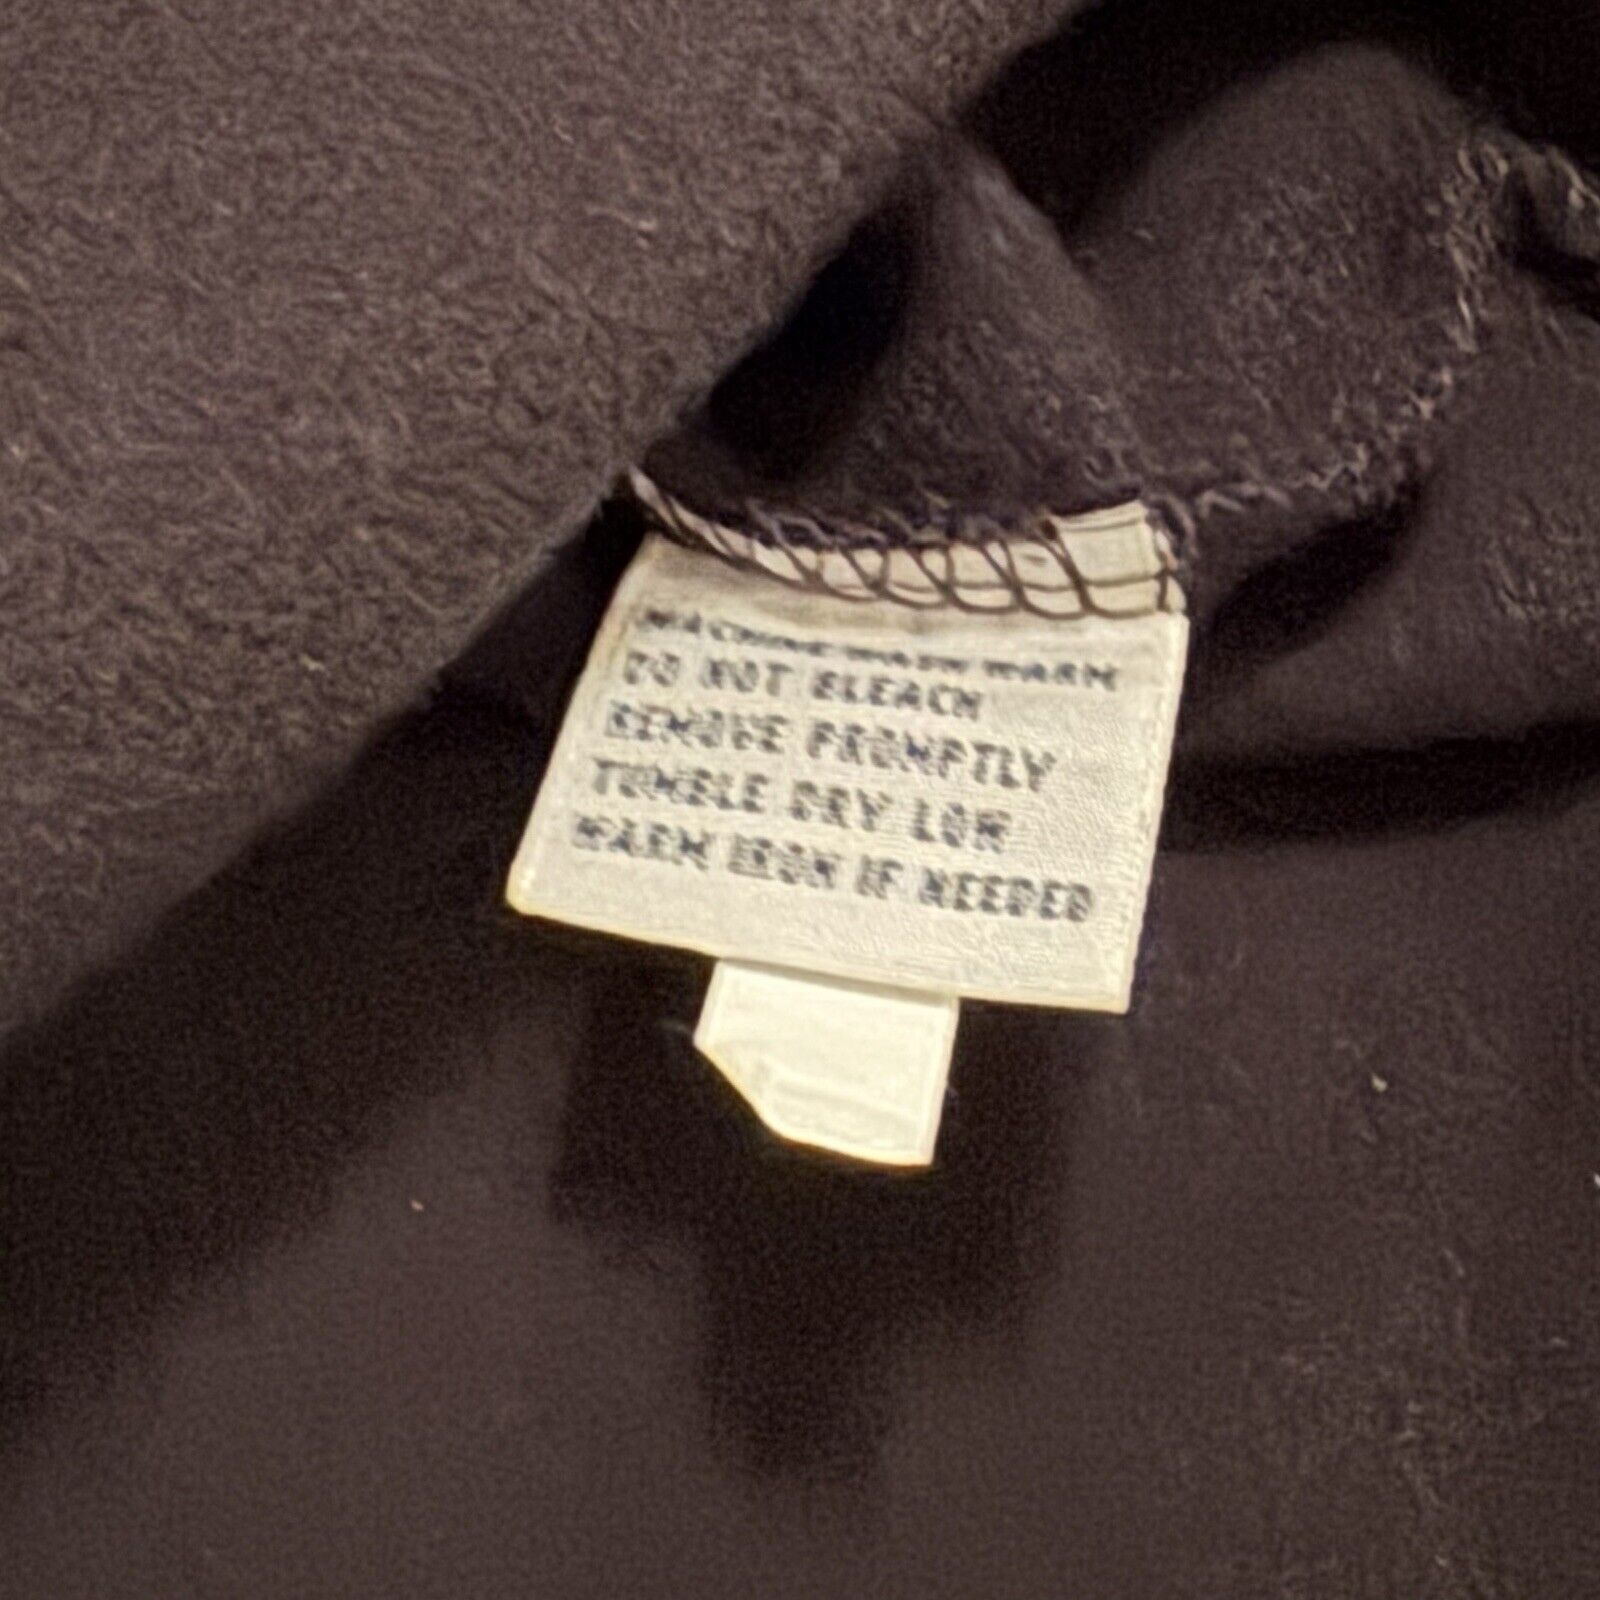 MACHINE WASH WARM
DO NOT BLEACH
REMOVE PROMPTLY
TUMBLE DRY LOW
WARM IRON IF NEEDED